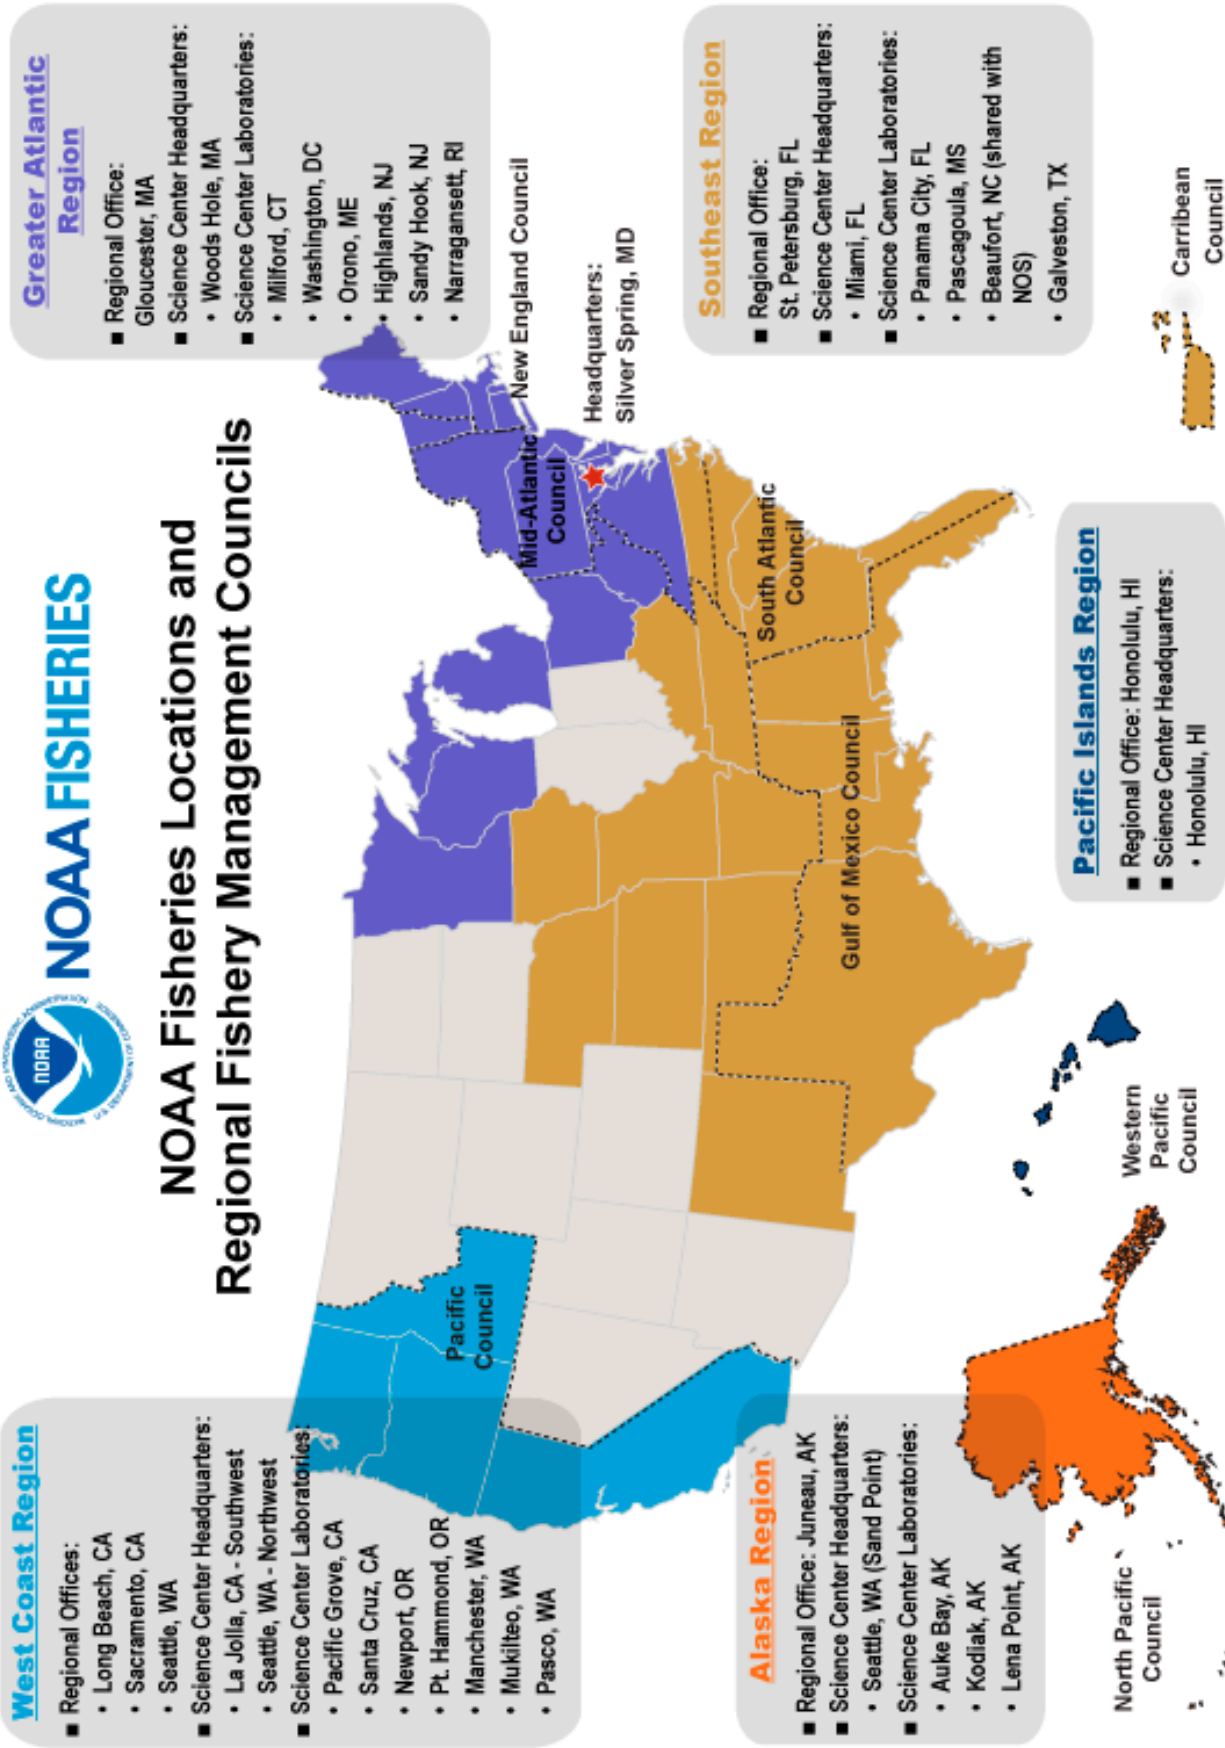 NOAA
NOAA FISHERIES
NOAA Fisheries Locations and
Regional Fishery Management Councils
West Coast Region
■ Regional Offices:
• Long Beach, CA
• Sacramento, CA
• Seattle, WA
■ Science Center Headquarters:
• La Jolla, CA - Southwest
• Seattle, WA - Northwest
■ Science Center Laboratories:
• Pacific Grove, CA
• Santa Cruz, CA
• Newport, OR
• Pt. Hammond, OR
• Manchester, WA
• Mukilteo, WA
• Pasco, WA
Greater Atlantic
Region
■ Regional Office:
Gloucester, MA
■ Science Center Headquarters:
• Woods Hole, MA
■ Science Center Laboratories:
• Milford, CT
• Washington, DC
• Orono, ME
• Highlands, NJ
• Sandy Hook, NJ
• Narragansett, RI
New England Council
Headquarters:
Silver Spring, MD
Mid-Atlantic
Council
Pacific
Council
South Atlantic
Council
Gulf of Mexico Council
Alaska Region
■ Regional Office: Juneau, AK
■ Science Center Headquarters:
• Seattle, WA (Sand Point)
■ Science Center Laboratories:
• Auke Bay, AK
• Kodiak, AK
• Lena Point, AK
North Pacific
Council
Western
Pacific
Council
Pacific Islands Region
■ Regional Office: Honolulu, HI
■ Science Center Headquarters:
• Honolulu, HI
Southeast Region
■ Regional Office:
St. Petersburg, FL
■ Science Center Headquarters:
• Miami, FL
■ Science Center Laboratories:
• Panama City, FL
• Pascagoula, MS
• Beaufort, NC (shared with
NOS)
• Galveston, TX
Carribean
Council